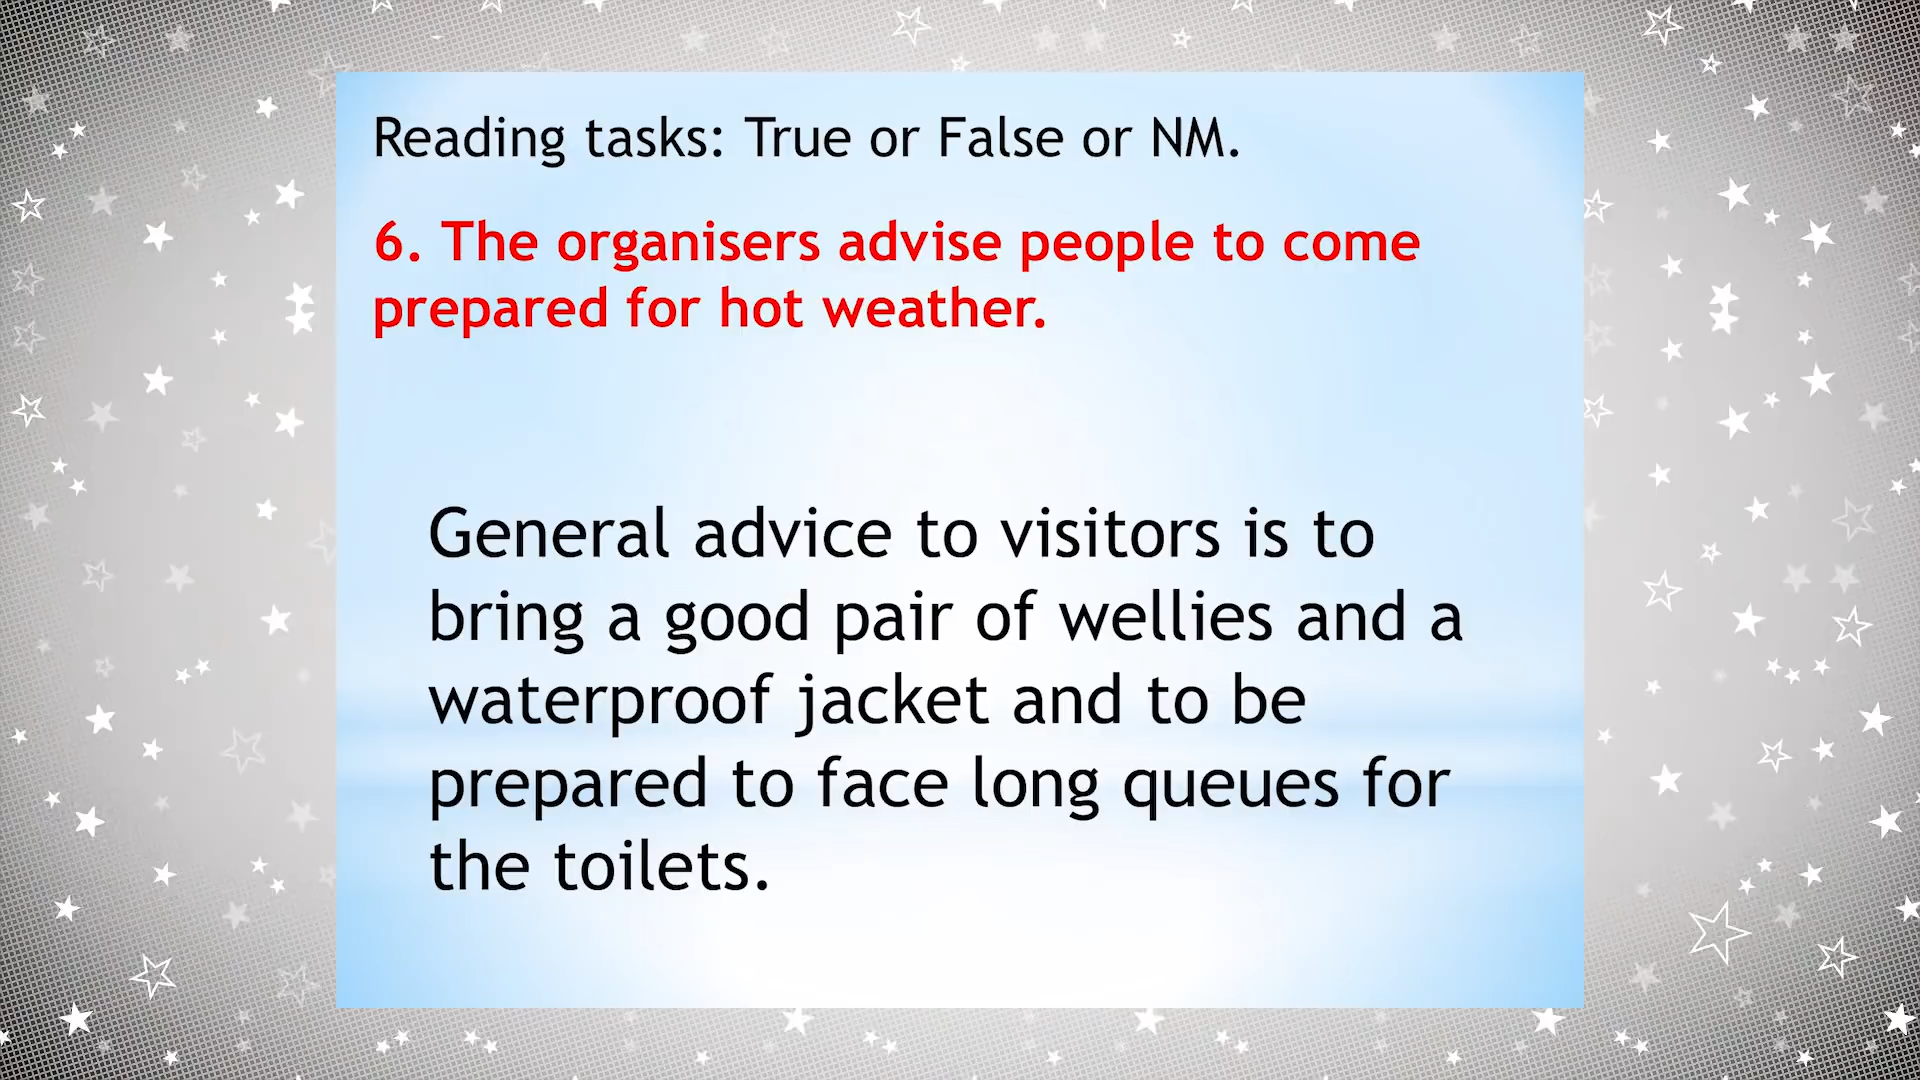 Reading tasks: True or False or NM.
6. The organisers advise people to come
prepared for hot weather.
General advice to visitors is to
bring a good pair of wellies and a
waterproof jacket and to be
prepared to face long queues for
the toilets.